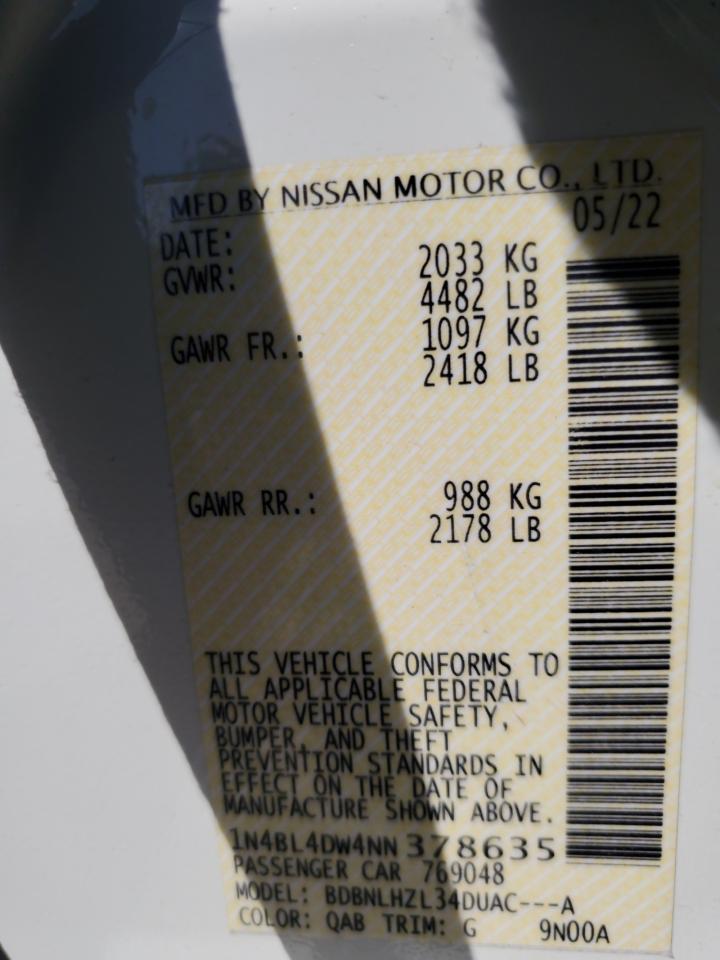 MFD BY NISSAN MOTOR CO., LTD.
DATE: 05/22
GVWR: 2033 KG
4482 LB
GAWR FR.: 1097 KG
2418 LB
GAWR RR.: 988 KG
2178 LB
THIS VEHICLE CONFORMS TO
ALL APPLICABLE FEDERAL
MOTOR VEHICLE SAFETY,
BUMPER, AND THEFT
PREVENTION STANDARDS IN
EFFECT ON THE DATE OF
MANUFACTURE SHOWN ABOVE.
1N4BL4DW4NN378635
PASSENGER CAR 769048
MODEL: BDBNLHZL34DUAC---A
COLOR: QAB TRIM: G 9N00A